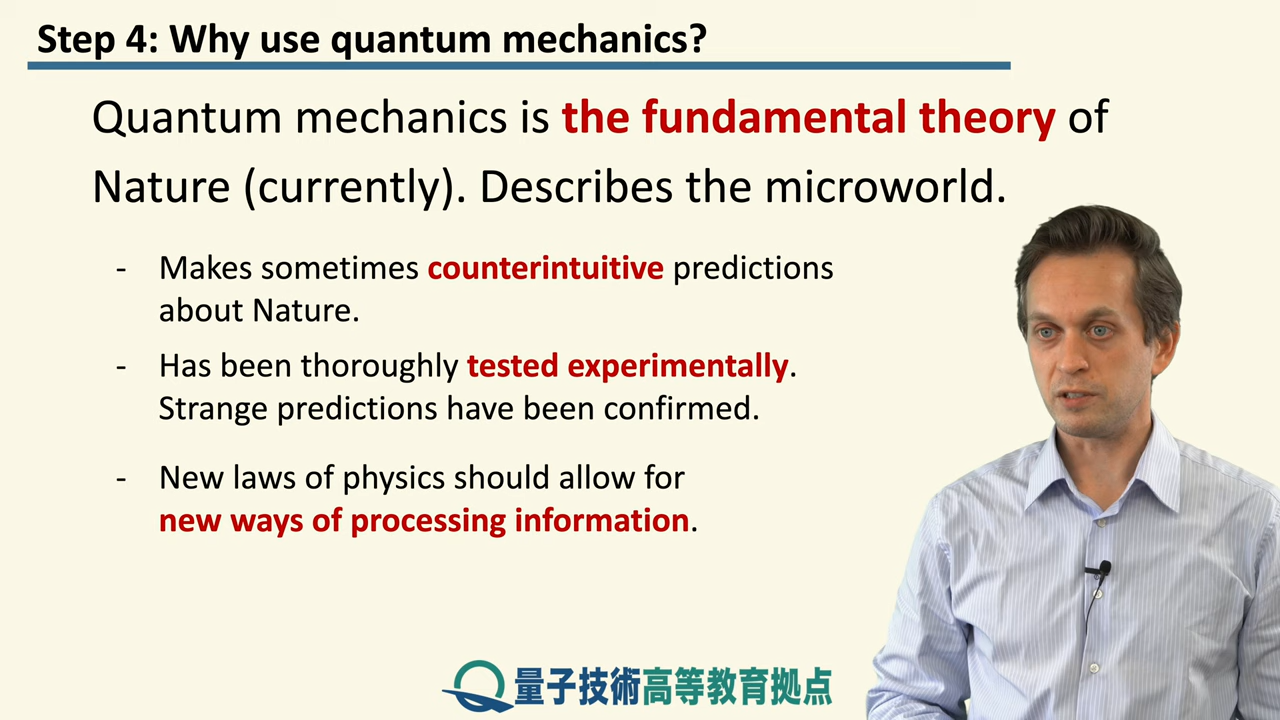 Step 4: Why use quantum mechanics?
Quantum mechanics is the fundamental theory of
Nature (currently). Describes the microworld.
- Makes sometimes counterintuitive predictions
about Nature.
- Has been thoroughly tested experimentally.
Strange predictions have been confirmed.
- New laws of physics should allow for
new ways of processing information.
量子技術高等教育拠点